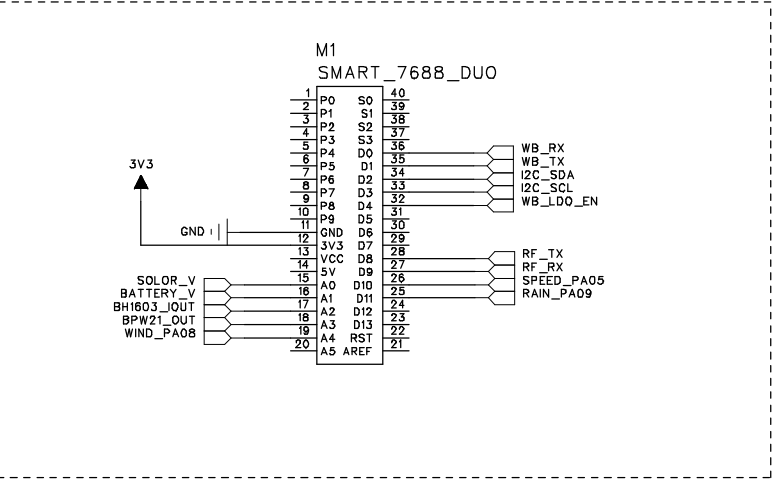 M1
SMART_7688_DUO
1 P0 S0 40
2 P1 S1 39
3 P2 S2 38
4 P3 S3 37
5 P4 D0 36 WB_RX
6 P5 D1 35 WB_TX
7 P6 D2 34 I2C_SDA
8 P7 D3 33 I2C_SCL
9 P8 D4 32 WB_LDO_EN
10 P9 D5 31
GND 11 GND D6 30
3V3 12 3V3 D7 29
13 VCC D8 28 RF_TX
14 5V D9 27 RF_RX
SOLOR_V 15 A0 D10 26 SPEED_PA05
BATTERY_V 16 A1 D11 25 RAIN_PA09
BH1603_IOUT 17 A2 D12 24
BPW21_OUT 18 A3 D13 23
WIND_PA08 19 A4 RST 22
20 A5 AREF 21